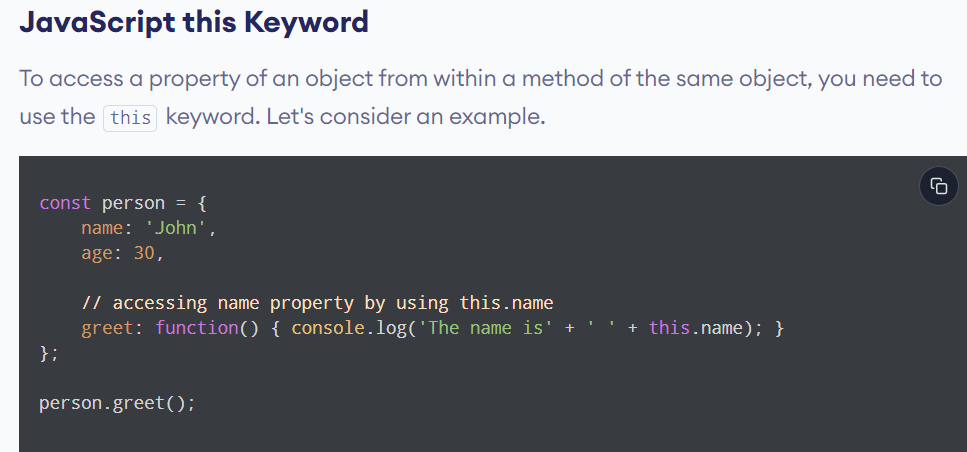 JavaScript this Keyword
To access a property of an object from within a method of the same object, you need to
use the this keyword. Let's consider an example.
const person = {
    name: 'John',
    age: 30,
    // accessing name property by using this.name
    greet: function() { console.log('The name is' + ' ' + this.name); }
};
person.greet();